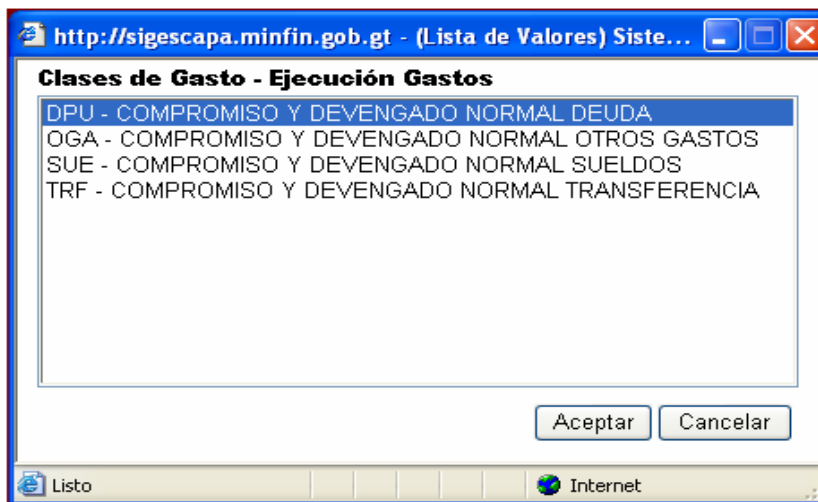 http://sigescapa.minfin.gob.gt - (Lista de Valores) Siste...
Clases de Gasto - Ejecución Gastos
DPU - COMPROMISO Y DEVENGADO NORMAL DEUDA
OGA - COMPROMISO Y DEVENGADO NORMAL OTROS GASTOS
SUE - COMPROMISO Y DEVENGADO NORMAL SUELDOS
TRF - COMPROMISO Y DEVENGADO NORMAL TRANSFERENCIA
Aceptar Cancelar
Listo Internet